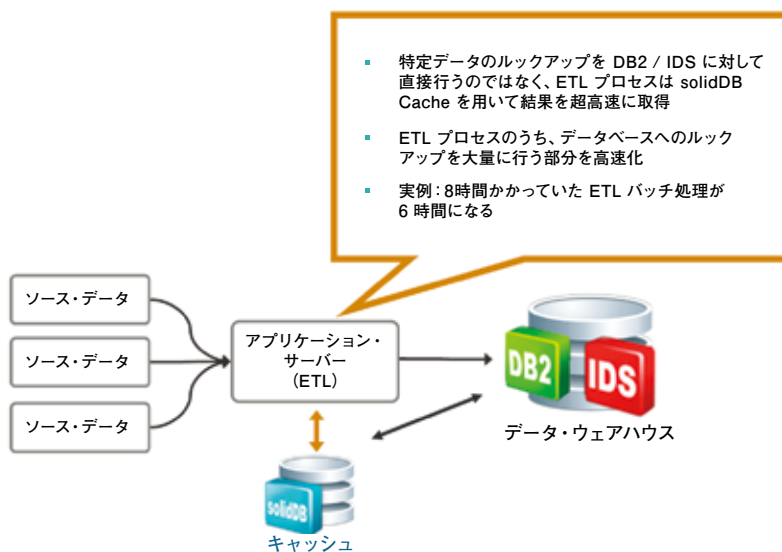 特定データのルックアップを DB2 / IDS に対して
直接行うのではなく、ETL プロセスは solidDB
Cache を用いて結果を超高速に取得
ETL プロセスのうち、データベースへのルック
アップを大量に行う部分を高速化
実例：8時間かかっていた ETL バッチ処理が
6 時間になる
ソース・データ
ソース・データ
ソース・データ
アプリケーション・
サーバー
（ETL）
DB2
IDS
データ・ウェアハウス
solidDB
キャッシュ